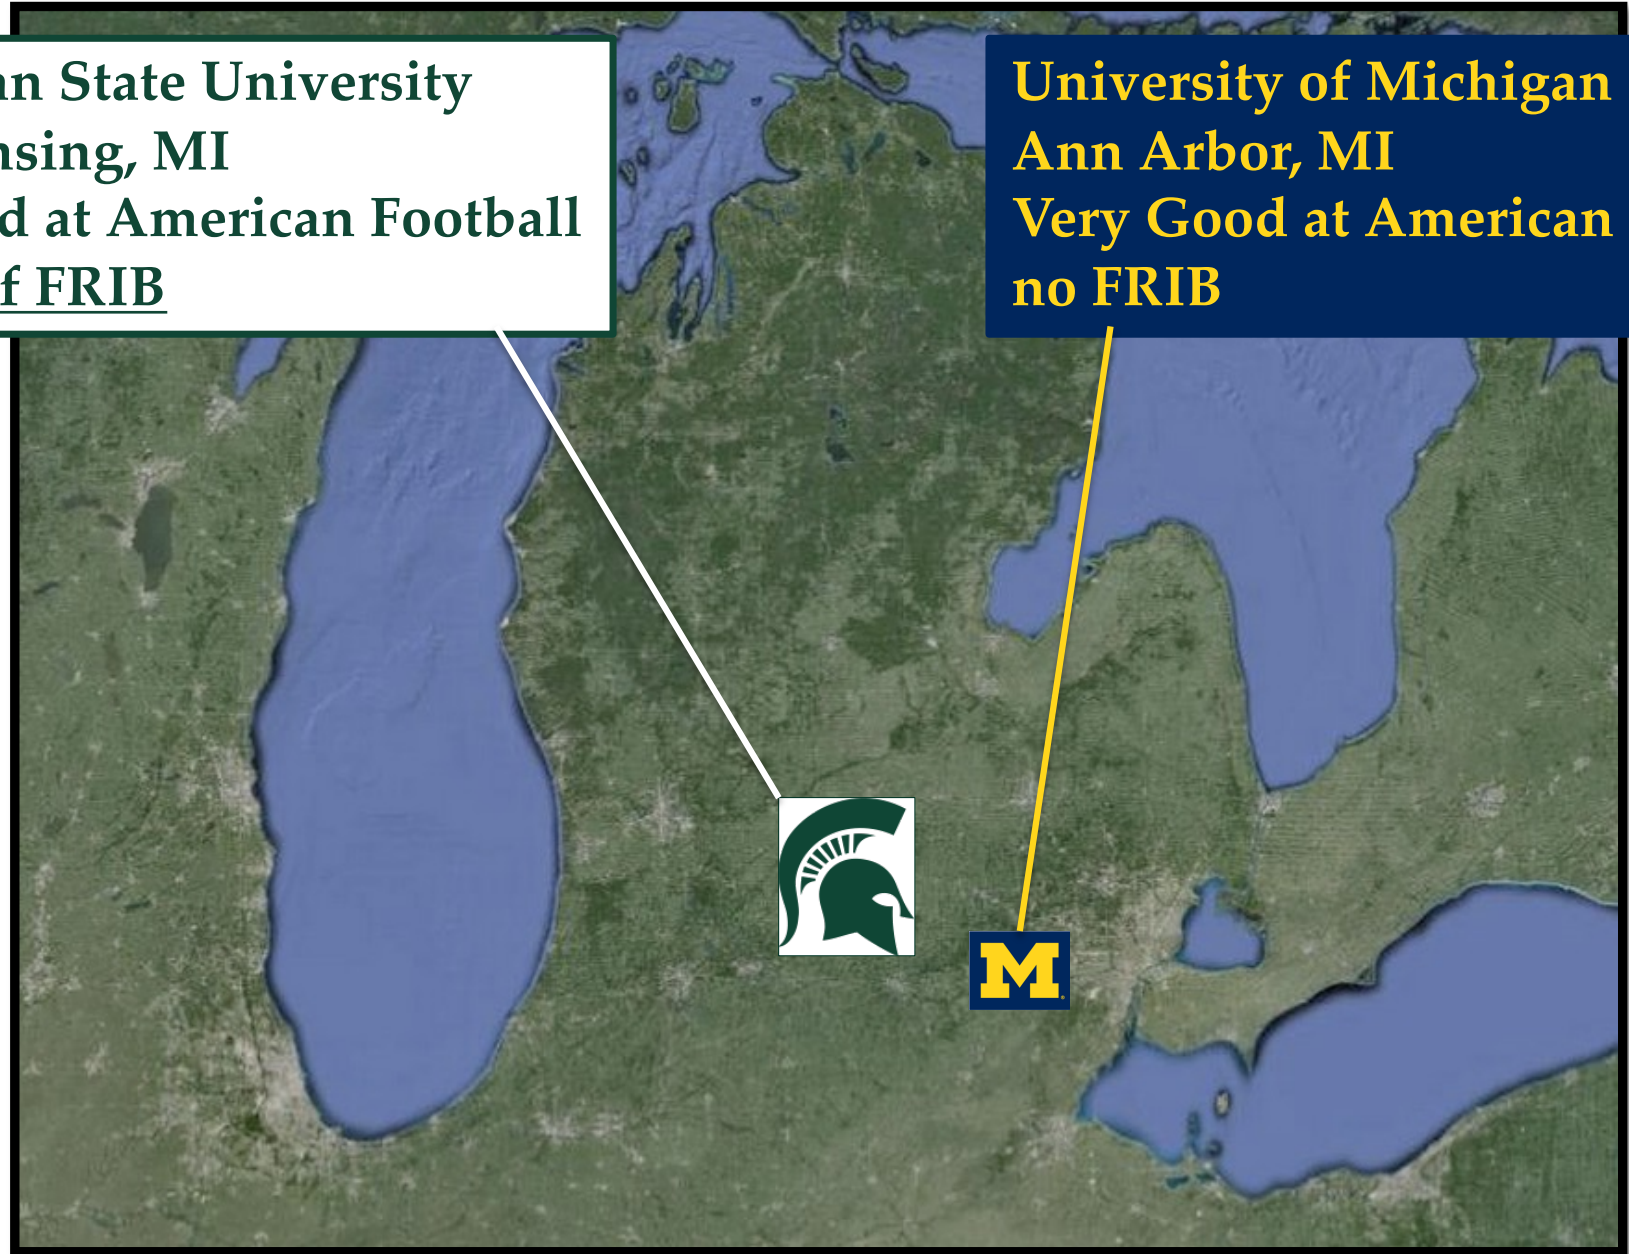 nn State University
nsing, MI
d at American Football
f FRIB
University of Michigan
Ann Arbor, MI
Very Good at American
no FRIB
M